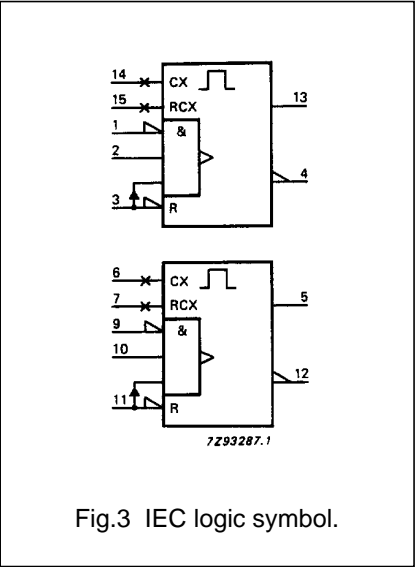 14 CX
15 RCX 13
1 &
2
4
3 R
6 CX
7 RCX 5
9 &
10
12
11 R
7Z93287.1
Fig.3 IEC logic symbol.